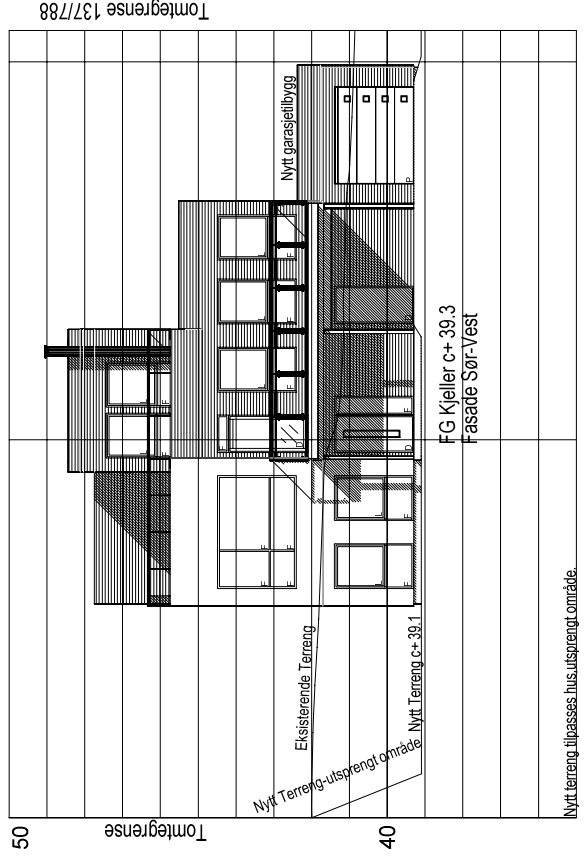 Tomtegrense 137/788
Nytt garasjetilbygg
FG Kjeller c+ 39.3
Fasade Sør-Vest
Eksisterende Terreng
Nytt Terreng c+ 39.1
Nytt Terreng-utsprengt område
Nytt terreng tilpasses hus,utsprengt område.
Tomtegrense
50
40